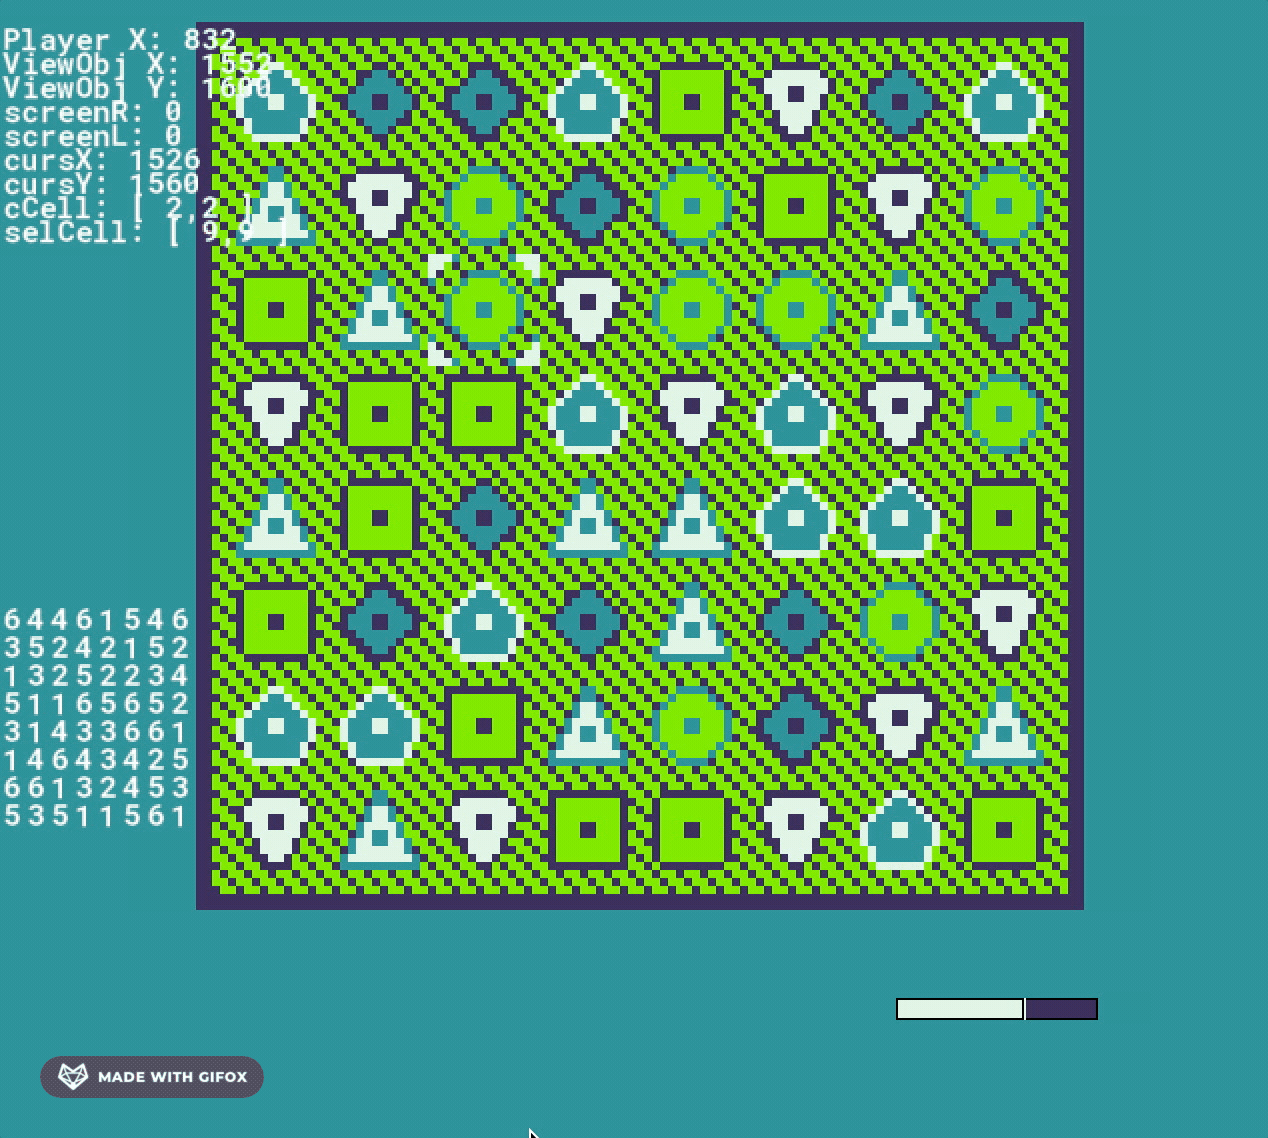 Player X: 832
ViewObj X: 1552
ViewObj Y: 1600
screenR: 0
screenL: 0
cursX: 1526
cursY: 1560
cCell: [ 2,2 ]
selCell: [ 9,9 ]
6 4 4 6 1 5 4 6
3 5 2 4 2 1 5 2
1 3 2 5 2 2 3 4
5 1 1 6 5 6 5 2
3 1 4 3 3 6 6 1
1 4 6 4 3 4 2 5
6 6 1 3 2 4 5 3
5 3 5 1 1 5 6 1
MADE WITH GIFOX